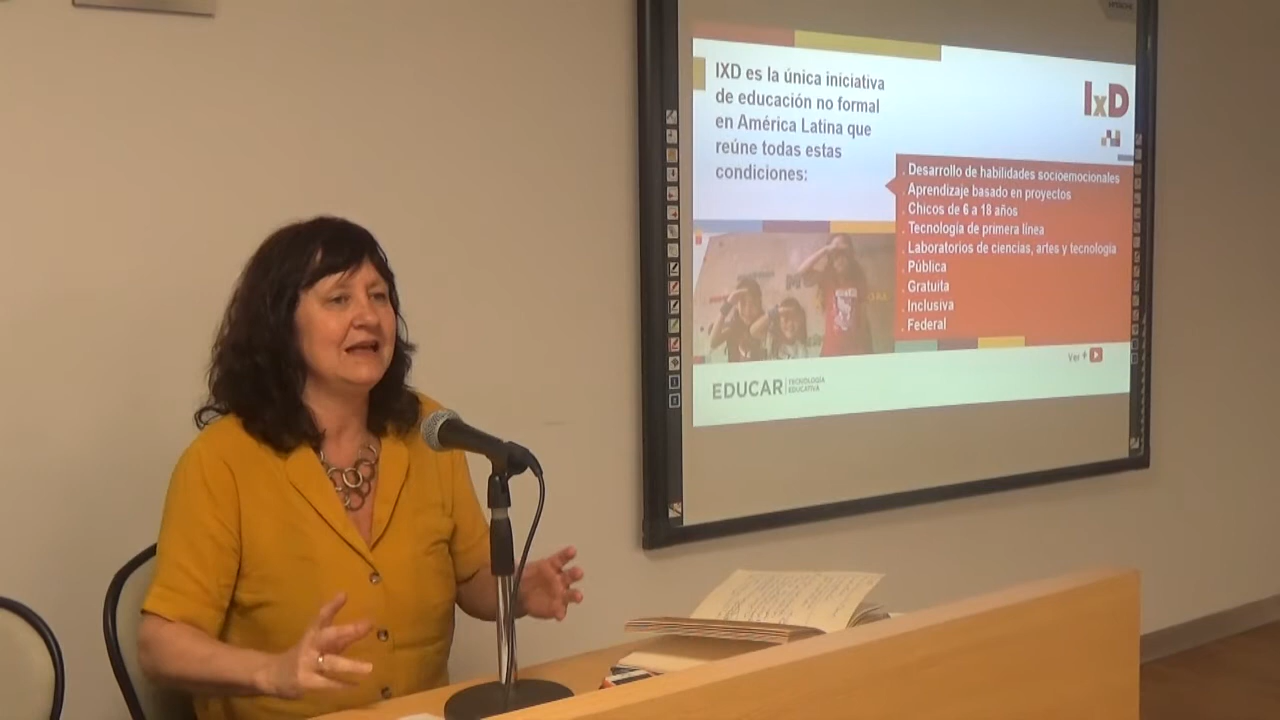 HITACHI
IXD es la única iniciativa
de educación no formal
en América Latina que
reúne todas estas
condiciones:
IxD
. Desarrollo de habilidades socioemocionales
. Aprendizaje basado en proyectos
. Chicos de 6 a 18 años
. Tecnología de primera línea
. Laboratorios de ciencias, artes y tecnología
. Pública
. Gratuita
. Inclusiva
. Federal
Ver +
EDUCAR
TECNOLOGÍA
EDUCATIVA